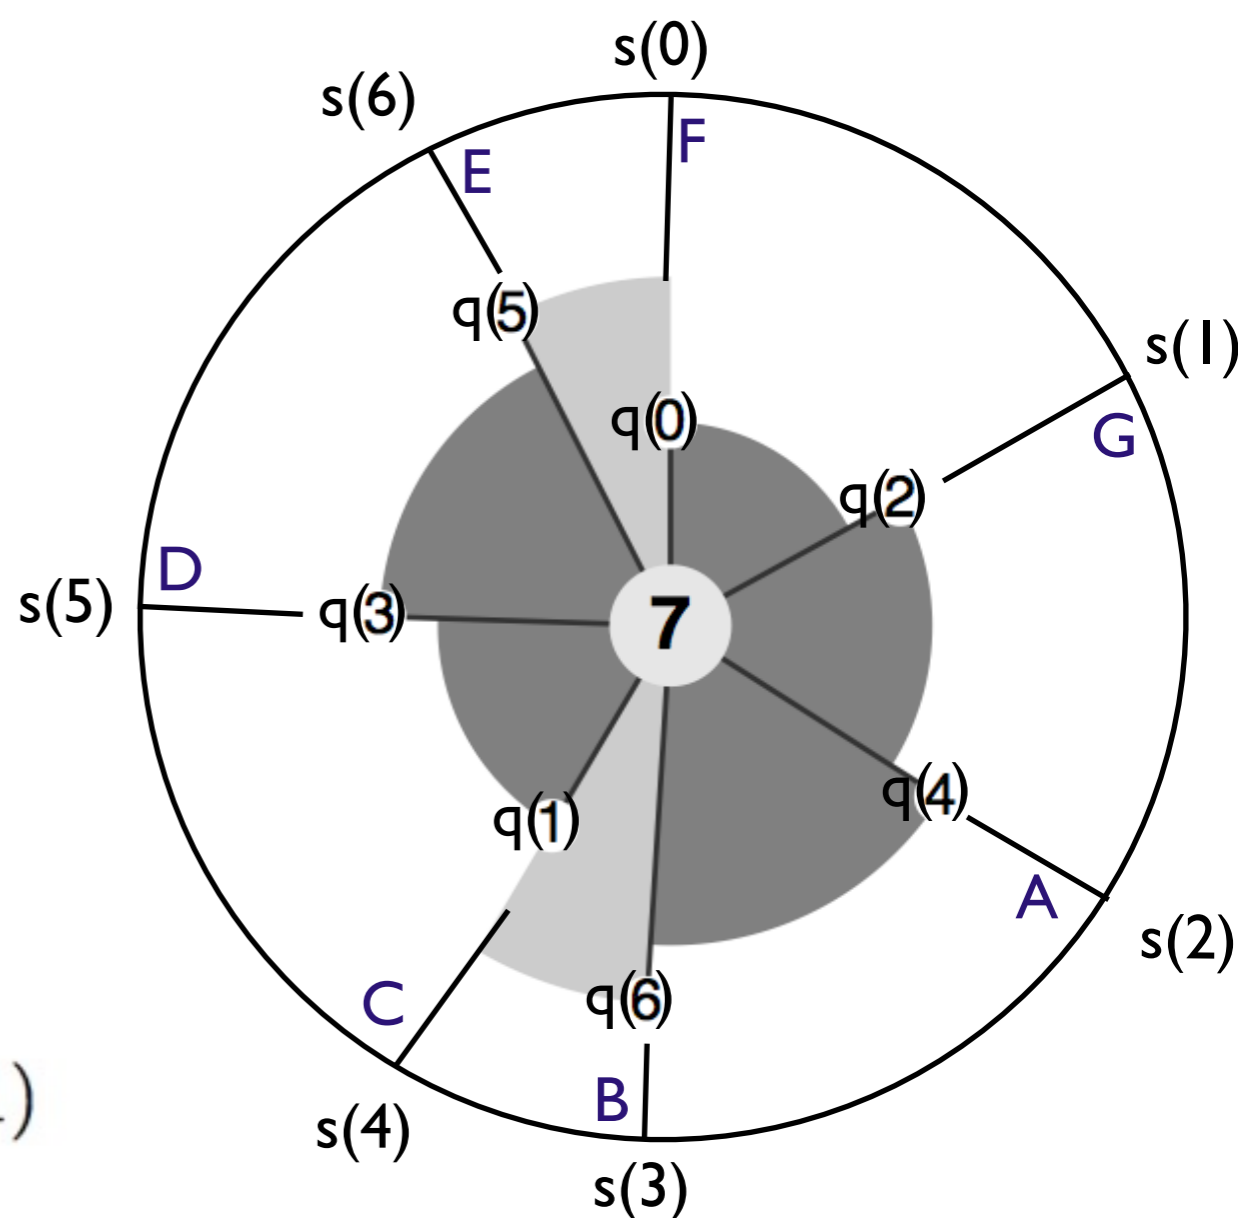 s(0)
s(6)
F
E
q(5)
s(1)
q(0)
G
q(2)
D
s(5)
q(3)
7
q(4)
q(1)
A
s(2)
C
q(6)
B
)
s(4)
s(3)